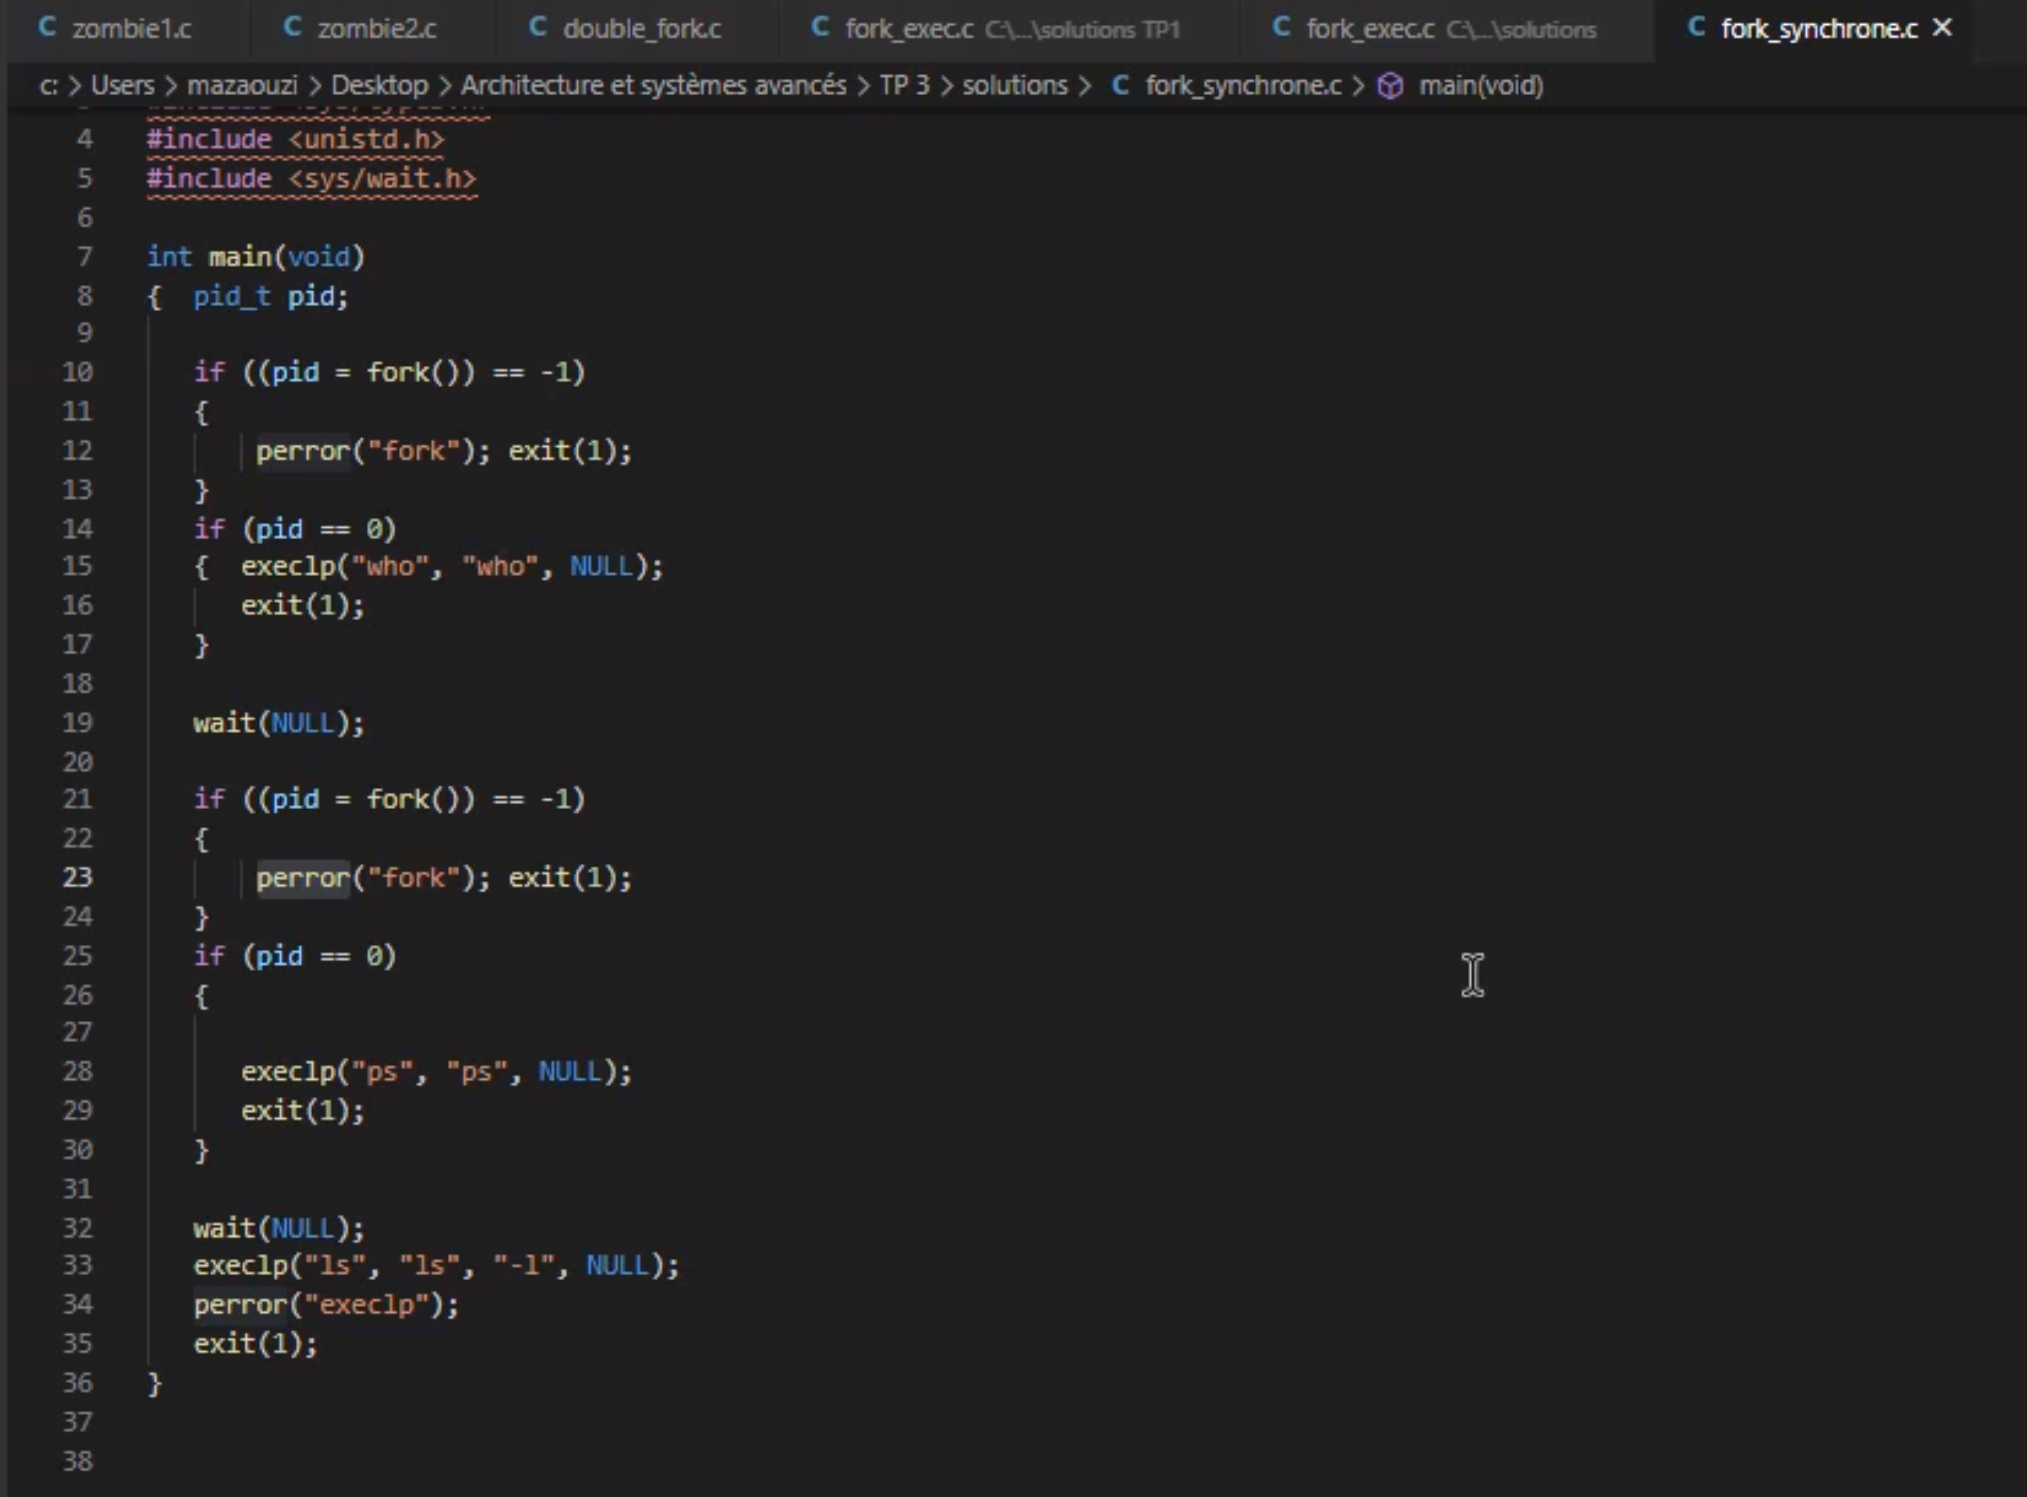 zombie1.c
zombie2.c
double_fork.c
fork_exec.c C:\...\solutions TP1
fork_exec.c C:\...\solutions
fork_synchrone.c
c: > Users > mazaouzi > Desktop > Architecture et systèmes avancés > TP 3 > solutions > C fork_synchrone.c > main(void)
4 #include <unistd.h>
5 #include <sys/wait.h>
6
7 int main(void)
8 {  pid_t pid;
9
10    if ((pid = fork()) == -1)
11    {
12        perror("fork"); exit(1);
13    }
14    if (pid == 0)
15    {  execlp("who", "who", NULL);
16       exit(1);
17    }
18
19    wait(NULL);
20
21    if ((pid = fork()) == -1)
22    {
23        perror("fork"); exit(1);
24    }
25    if (pid == 0)
26    {
27
28       execlp("ps", "ps", NULL);
29       exit(1);
30    }
31
32    wait(NULL);
33    execlp("ls", "ls", "-l", NULL);
34    perror("execlp");
35    exit(1);
36 }
37
38